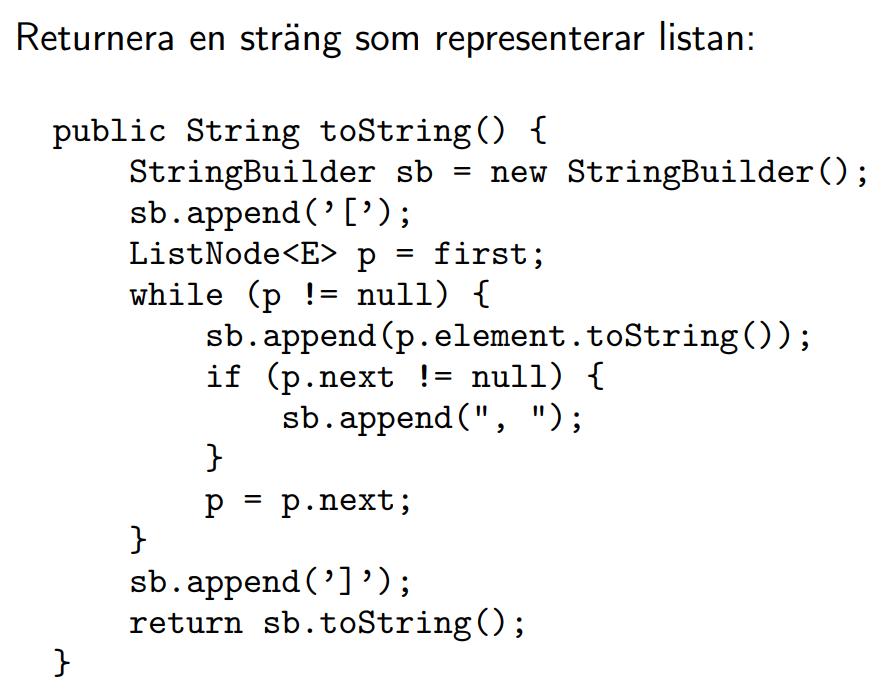 Returnera en sträng som representerar listan:
public String toString() {
    StringBuilder sb = new StringBuilder();
    sb.append(’[’);
    ListNode<E> p = first;
    while (p != null) {
        sb.append(p.element.toString());
        if (p.next != null) {
            sb.append(", ");
        }
        p = p.next;
    }
    sb.append(’]’);
    return sb.toString();
}